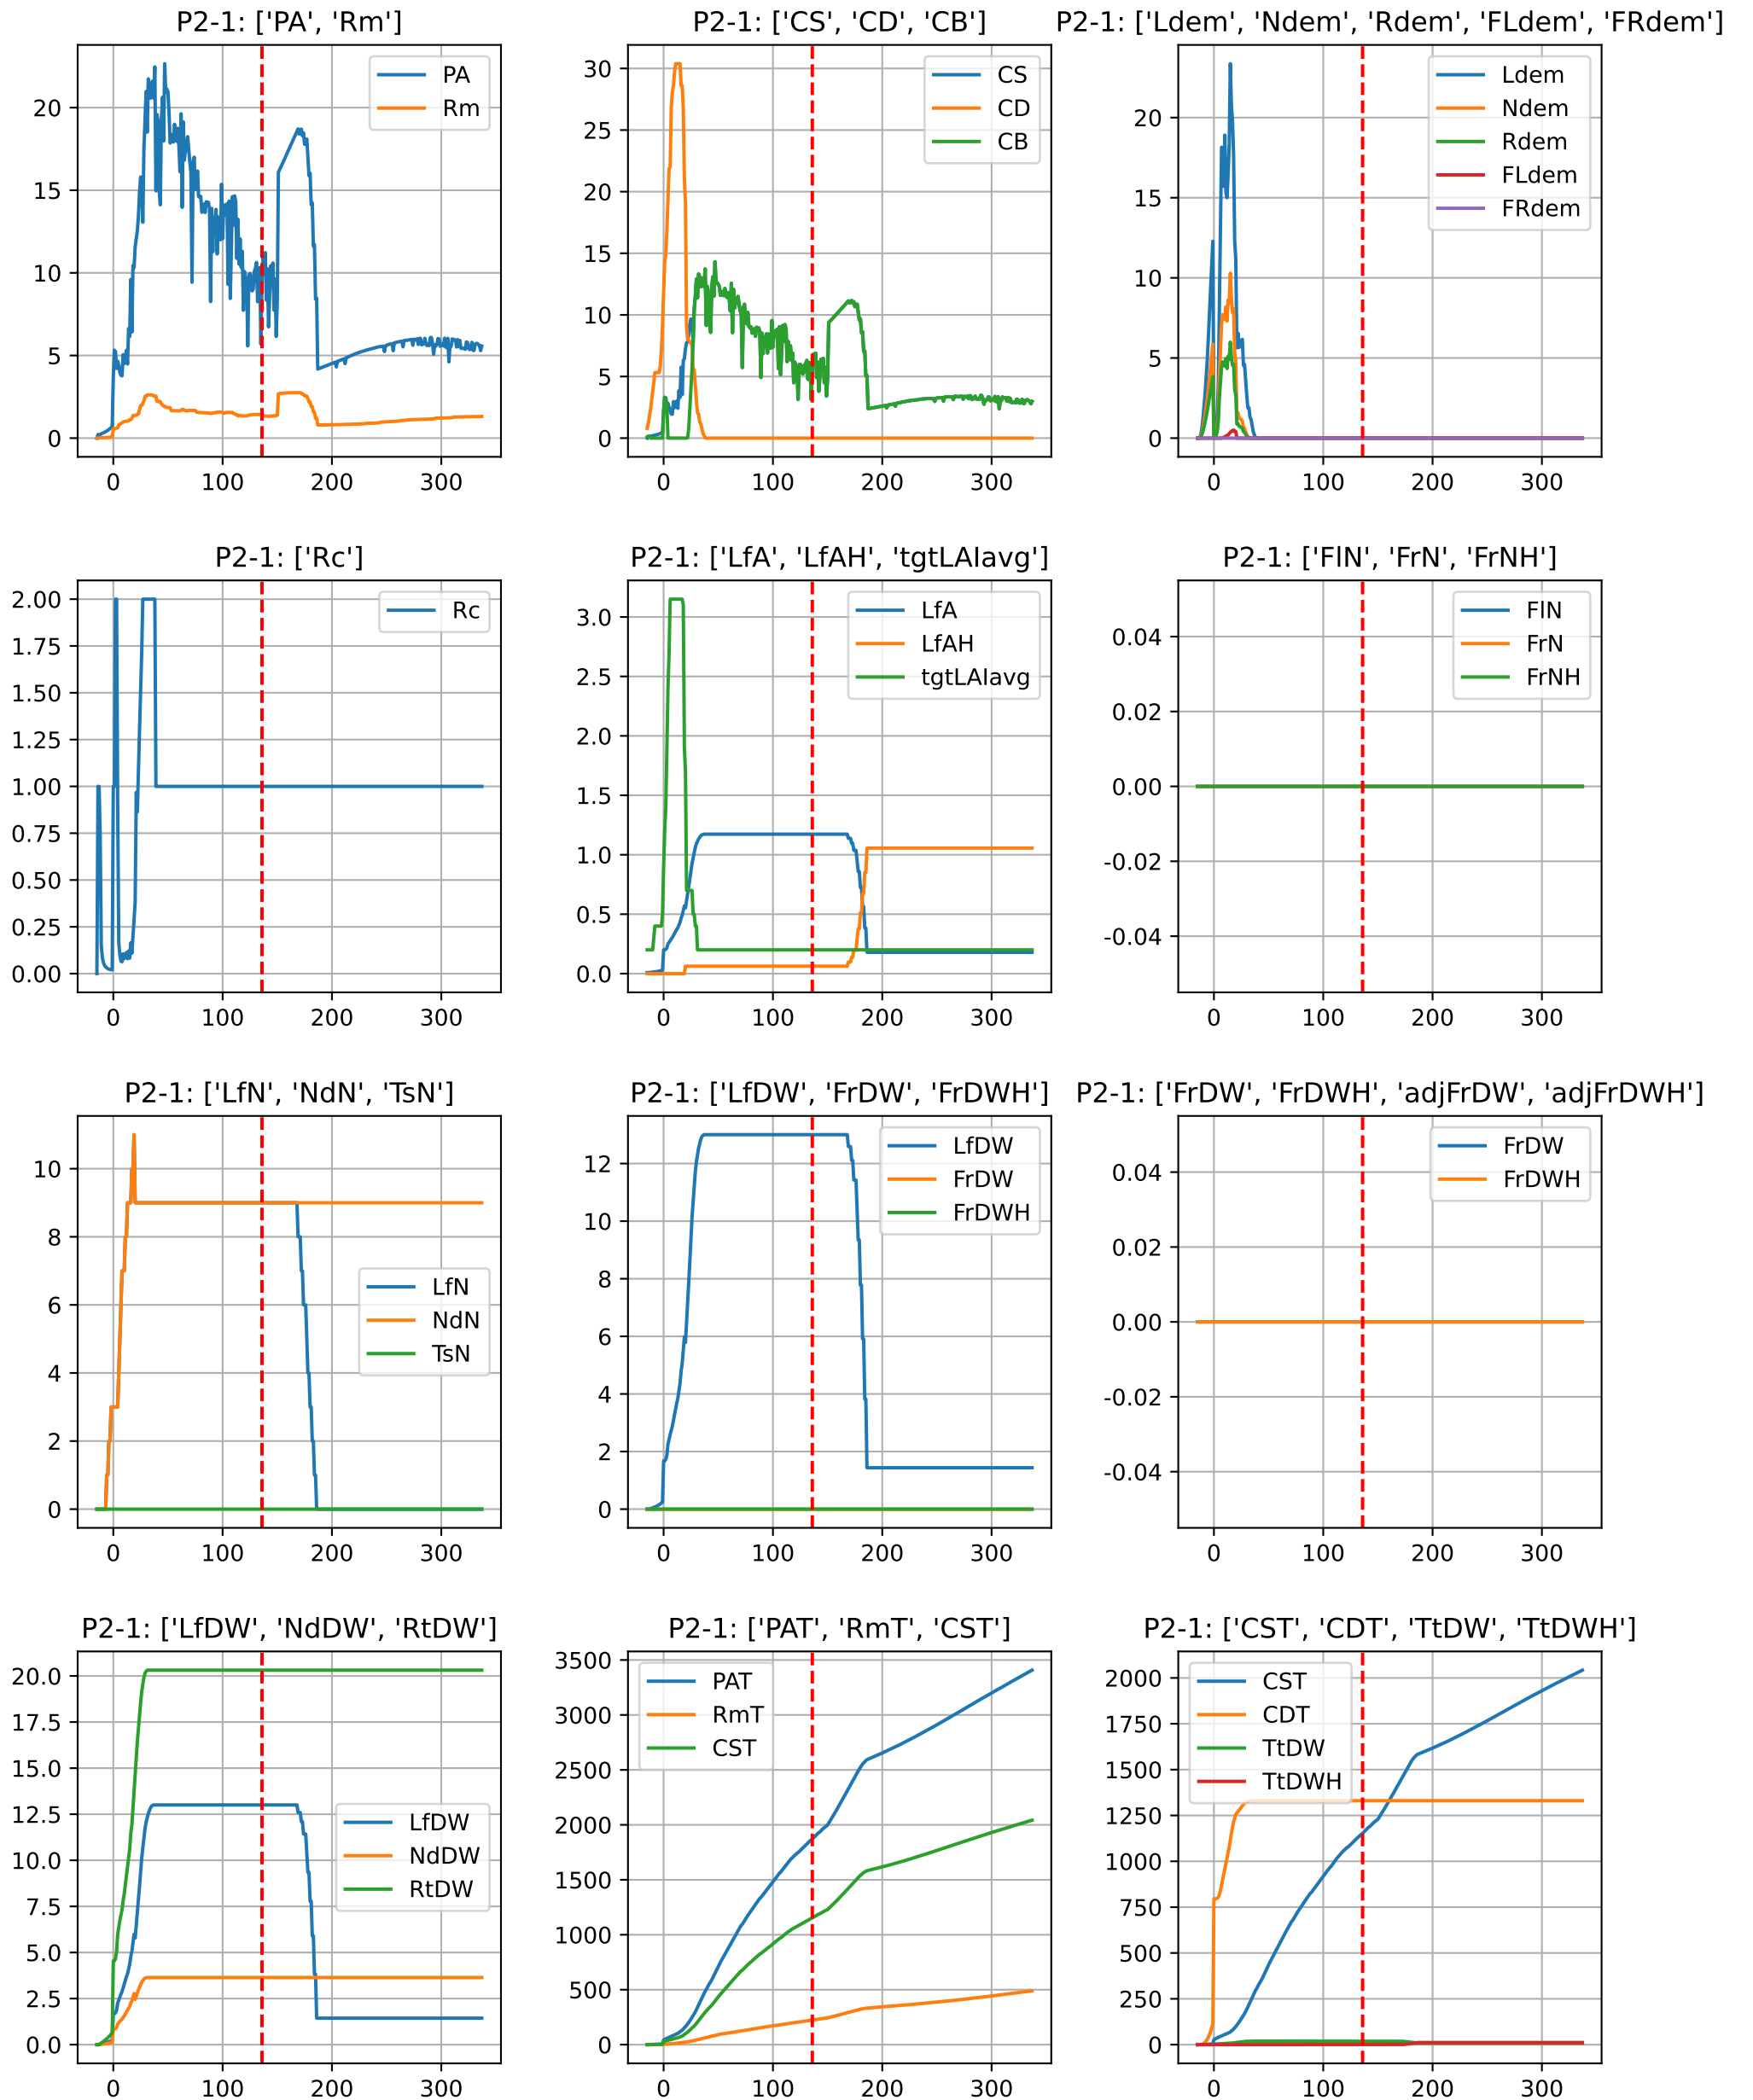 P2-1: ['PA', 'Rm']
PA
Rm
20
15
10
5
0
0 100 200 300
P2-1: ['CS', 'CD', 'CB']
CS
CD
CB
30
25
20
15
10
5
0
0 100 200 300
P2-1: ['Ldem', 'Ndem', 'Rdem', 'FLdem', 'FRdem']
Ldem
Ndem
Rdem
FLdem
FRdem
20
15
10
5
0
0 100 200 300
P2-1: ['Rc']
Rc
2.00
1.75
1.50
1.25
1.00
0.75
0.50
0.25
0.00
0 100 200 300
P2-1: ['LfA', 'LfAH', 'tgtLAIavg']
LfA
LfAH
tgtLAIavg
3.0
2.5
2.0
1.5
1.0
0.5
0.0
0 100 200 300
P2-1: ['FlN', 'FrN', 'FrNH']
FlN
FrN
FrNH
0.04
0.02
0.00
-0.02
-0.04
0 100 200 300
P2-1: ['LfN', 'NdN', 'TsN']
LfN
NdN
TsN
10
8
6
4
2
0
0 100 200 300
P2-1: ['LfDW', 'FrDW', 'FrDWH']
LfDW
FrDW
FrDWH
12
10
8
6
4
2
0
0 100 200 300
P2-1: ['FrDW', 'FrDWH', 'adjFrDW', 'adjFrDWH']
FrDW
FrDWH
0.04
0.02
0.00
-0.02
-0.04
0 100 200 300
P2-1: ['LfDW', 'NdDW', 'RtDW']
LfDW
NdDW
RtDW
20.0
17.5
15.0
12.5
10.0
7.5
5.0
2.5
0.0
0 100 200 300
P2-1: ['PAT', 'RmT', 'CST']
PAT
RmT
CST
3500
3000
2500
2000
1500
1000
500
0
0 100 200 300
P2-1: ['CST', 'CDT', 'TtDW', 'TtDWH']
CST
CDT
TtDW
TtDWH
2000
1750
1500
1250
1000
750
500
250
0
0 100 200 300